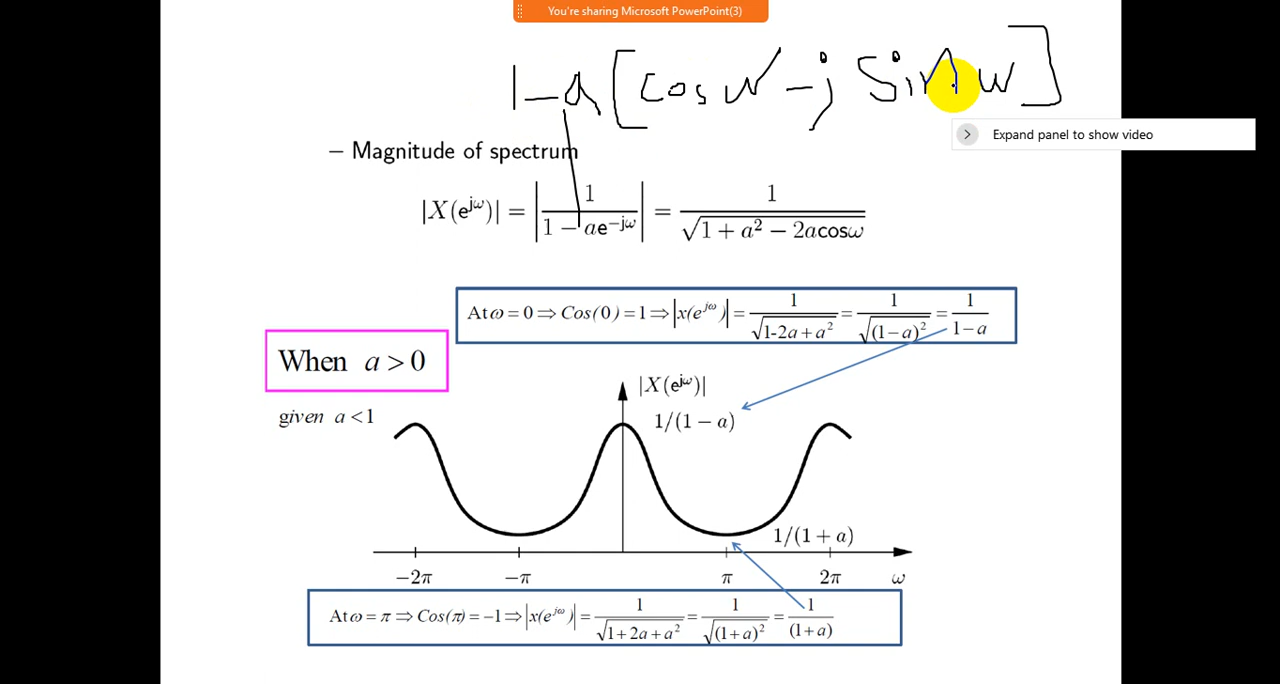 You're sharing Microsoft PowerPoint(3)
1-a[cos w - j Sin w]
Expand panel to show video
– Magnitude of spectrum
|X(e^jω)| = |1/(1 − ae^−jω)| = 1/√(1 + a² − 2acosω)
At ω = 0 ⇒ Cos(0) = 1 ⇒ |x(e^jω)| = 1/√(1-2a+a²) = 1/√((1−a)²) = 1/(1−a)
When a > 0
given a < 1
|X(e^jω)|
1/(1 − a)
1/(1 + a)
−2π −π π 2π ω
At ω = π ⇒ Cos(π) = −1 ⇒ |x(e^jω)| = 1/√(1+2a+a²) = 1/√((1+a)²) = 1/(1+a)